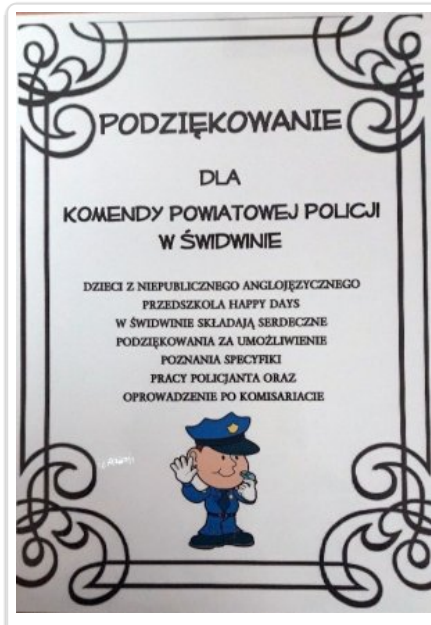 PODZIĘKOWANIE
DLA
KOMENDY POWIATOWEJ POLICJI
W ŚWIDWINIE
DZIECI Z NIEPUBLICZNEGO ANGLOJĘZYCZNEGO
PRZEDSZKOLA HAPPY DAYS
W ŚWIDWINIE SKŁADAJĄ SERDECZNE
PODZIĘKOWANIA ZA UMOŻLIWIENIE
POZNANIA SPECYFIKI
PRACY POLICJANTA ORAZ
OPROWADZENIE PO KOMISARIACIE